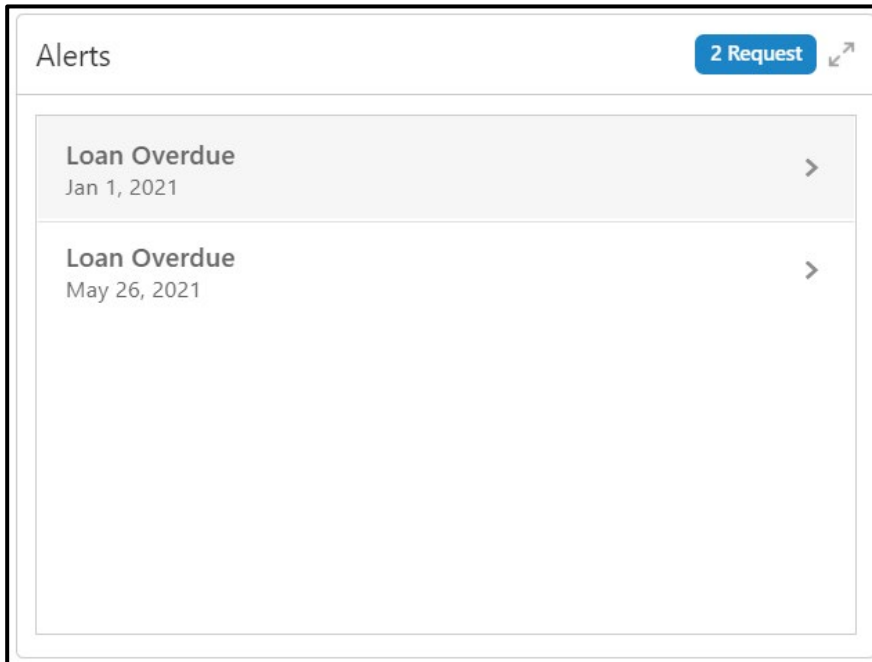 Alerts
2 Request
Loan Overdue
Jan 1, 2021
Loan Overdue
May 26, 2021